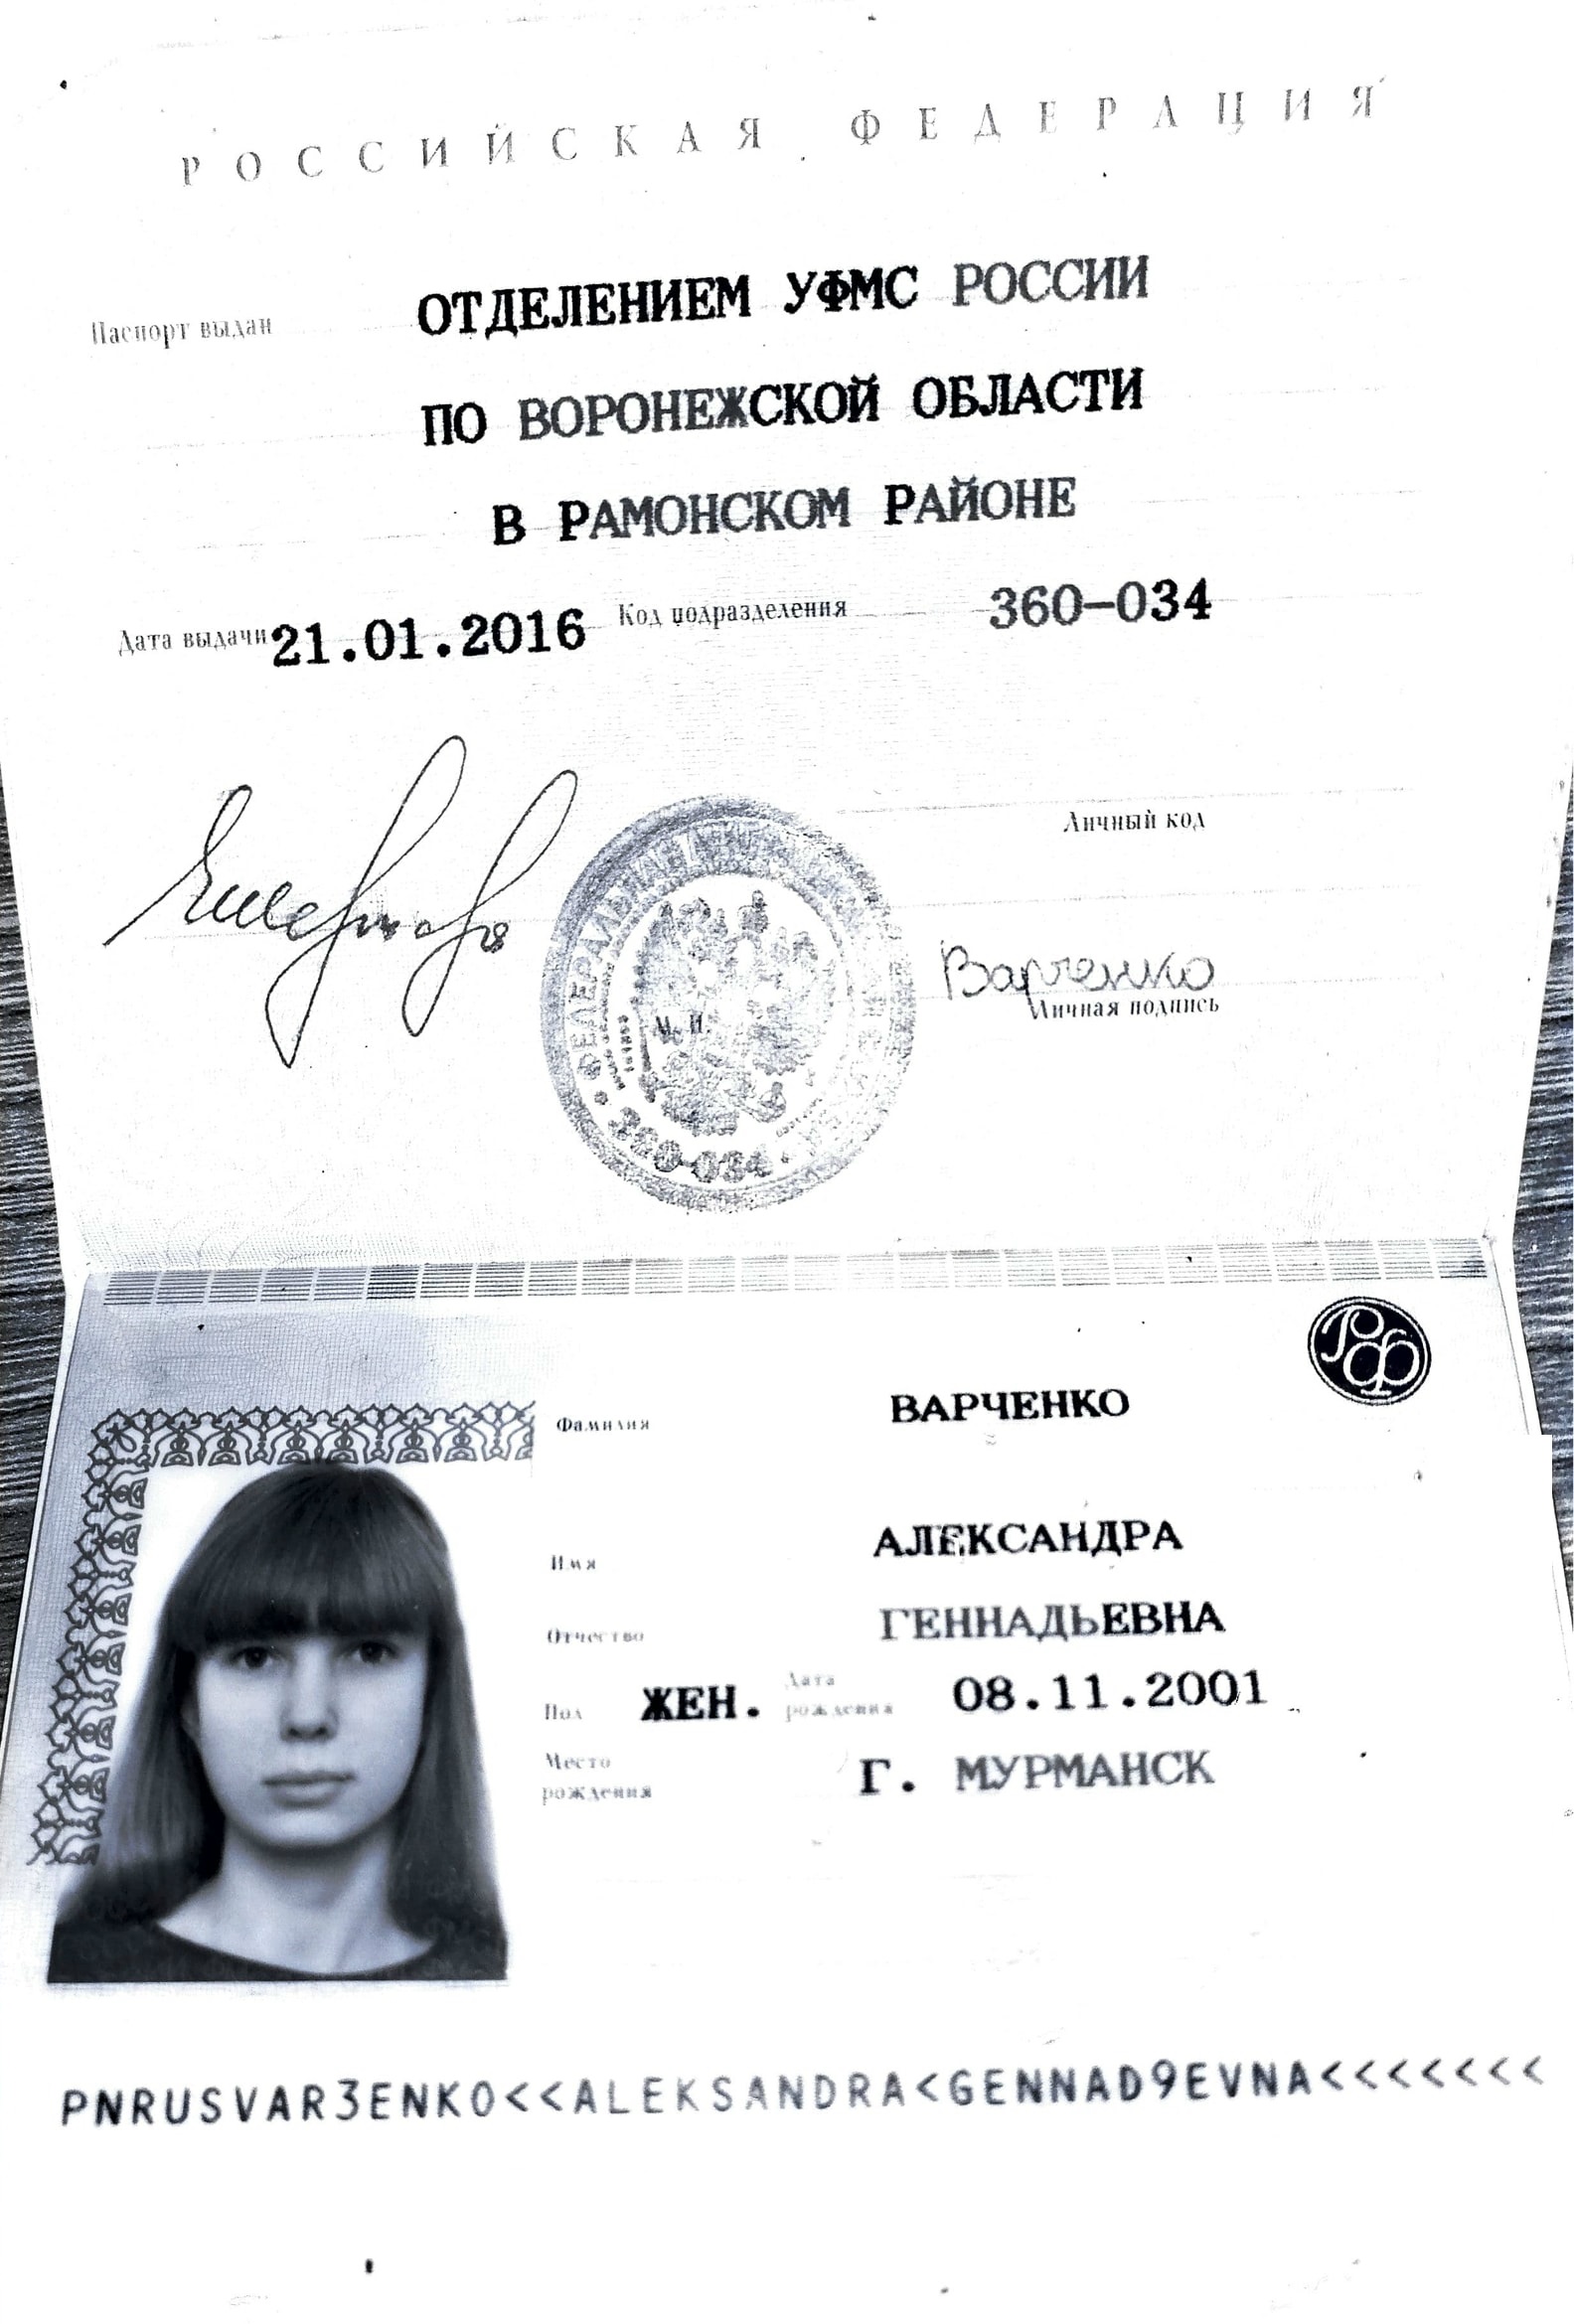 РОССИЙСКАЯ ФЕДЕРАЦИЯ
Паспорт выдан ОТДЕЛЕНИЕМ УФМС РОССИИ
ПО ВОРОНЕЖСКОЙ ОБЛАСТИ
В РАМОНСКОМ РАЙОНЕ
Дата выдачи 21.01.2016 Код подразделения 360-034
Личный код
Варченко
Личная подпись
М. П.
360-034
РФ
Фамилия ВАРЧЕНКО
Имя АЛЕКСАНДРА
Отчество ГЕННАДЬЕВНА
Пол ЖЕН. Дата рождения 08.11.2001
Место рождения Г. МУРМАНСК
PNRUSVAR3ENKO<<ALEKSANDRA<GENNAD9EVNA<<<<<<<